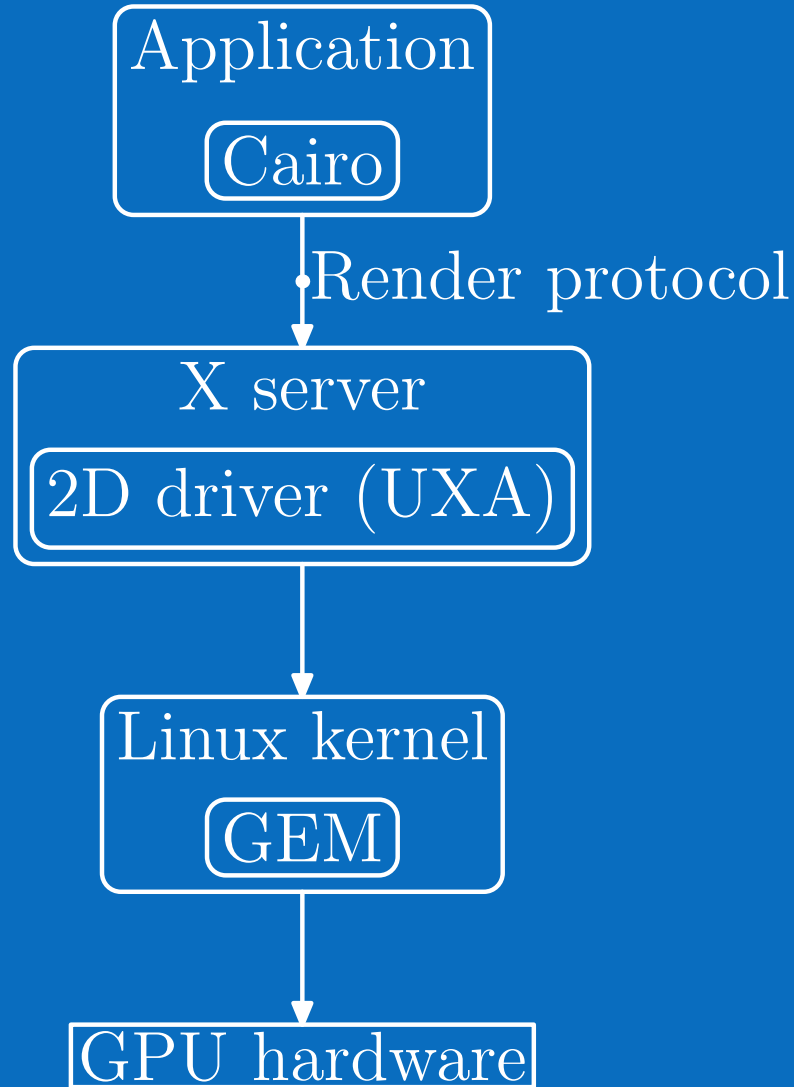 Application
Cairo
Render protocol
X server
2D driver (UXA)
Linux kernel
GEM
GPU hardware